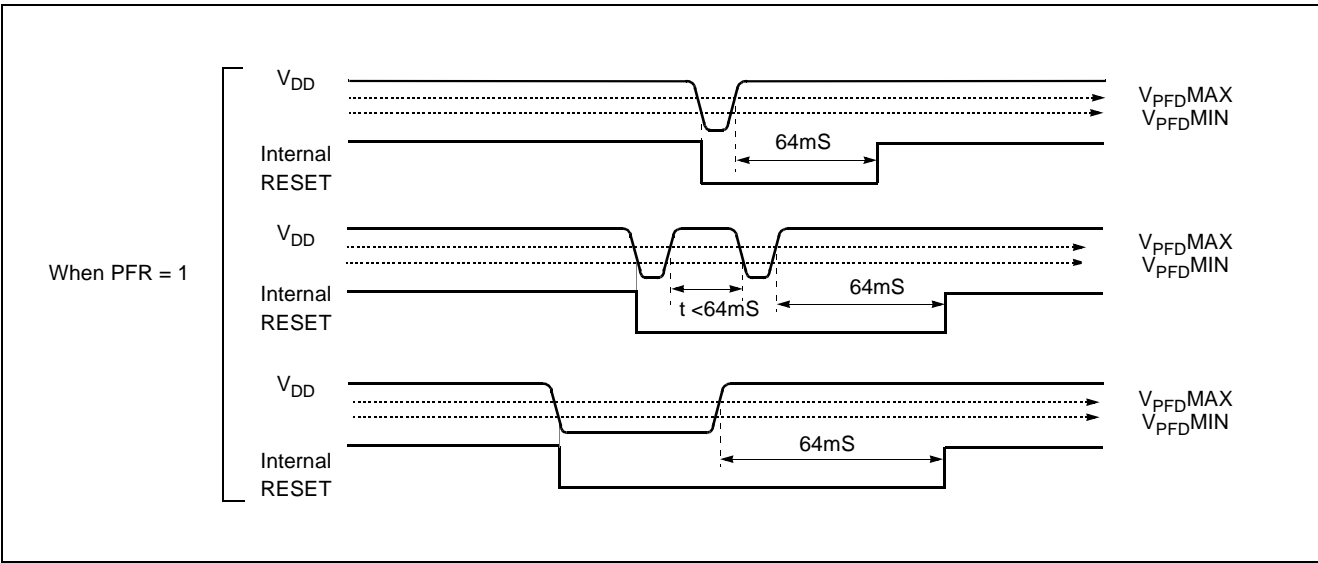 When PFR = 1
VDD
VPFDMAX
VPFDMIN
64mS
Internal
RESET
VDD
VPFDMAX
VPFDMIN
64mS
t <64mS
Internal
RESET
VDD
VPFDMAX
VPFDMIN
64mS
Internal
RESET